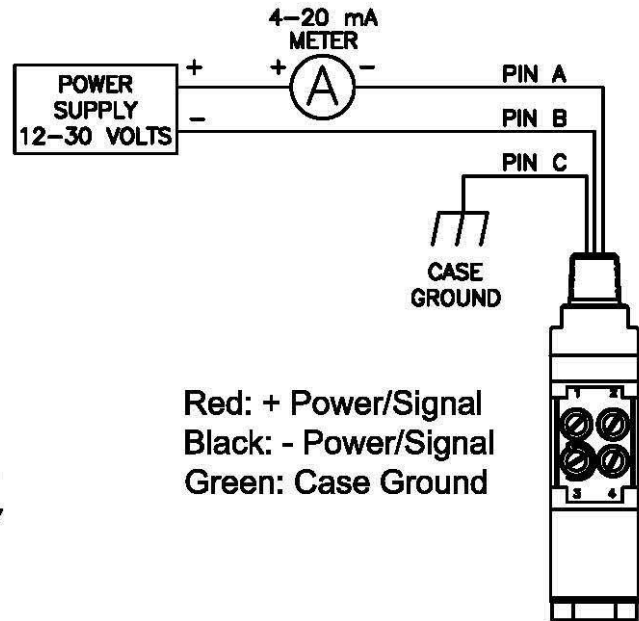 4-20 mA
METER
POWER
SUPPLY
12-30 VOLTS
+
-
+
A
-
PIN A
PIN B
PIN C
CASE
GROUND
Red: + Power/Signal
Black: - Power/Signal
Green: Case Ground
1 2
3 4